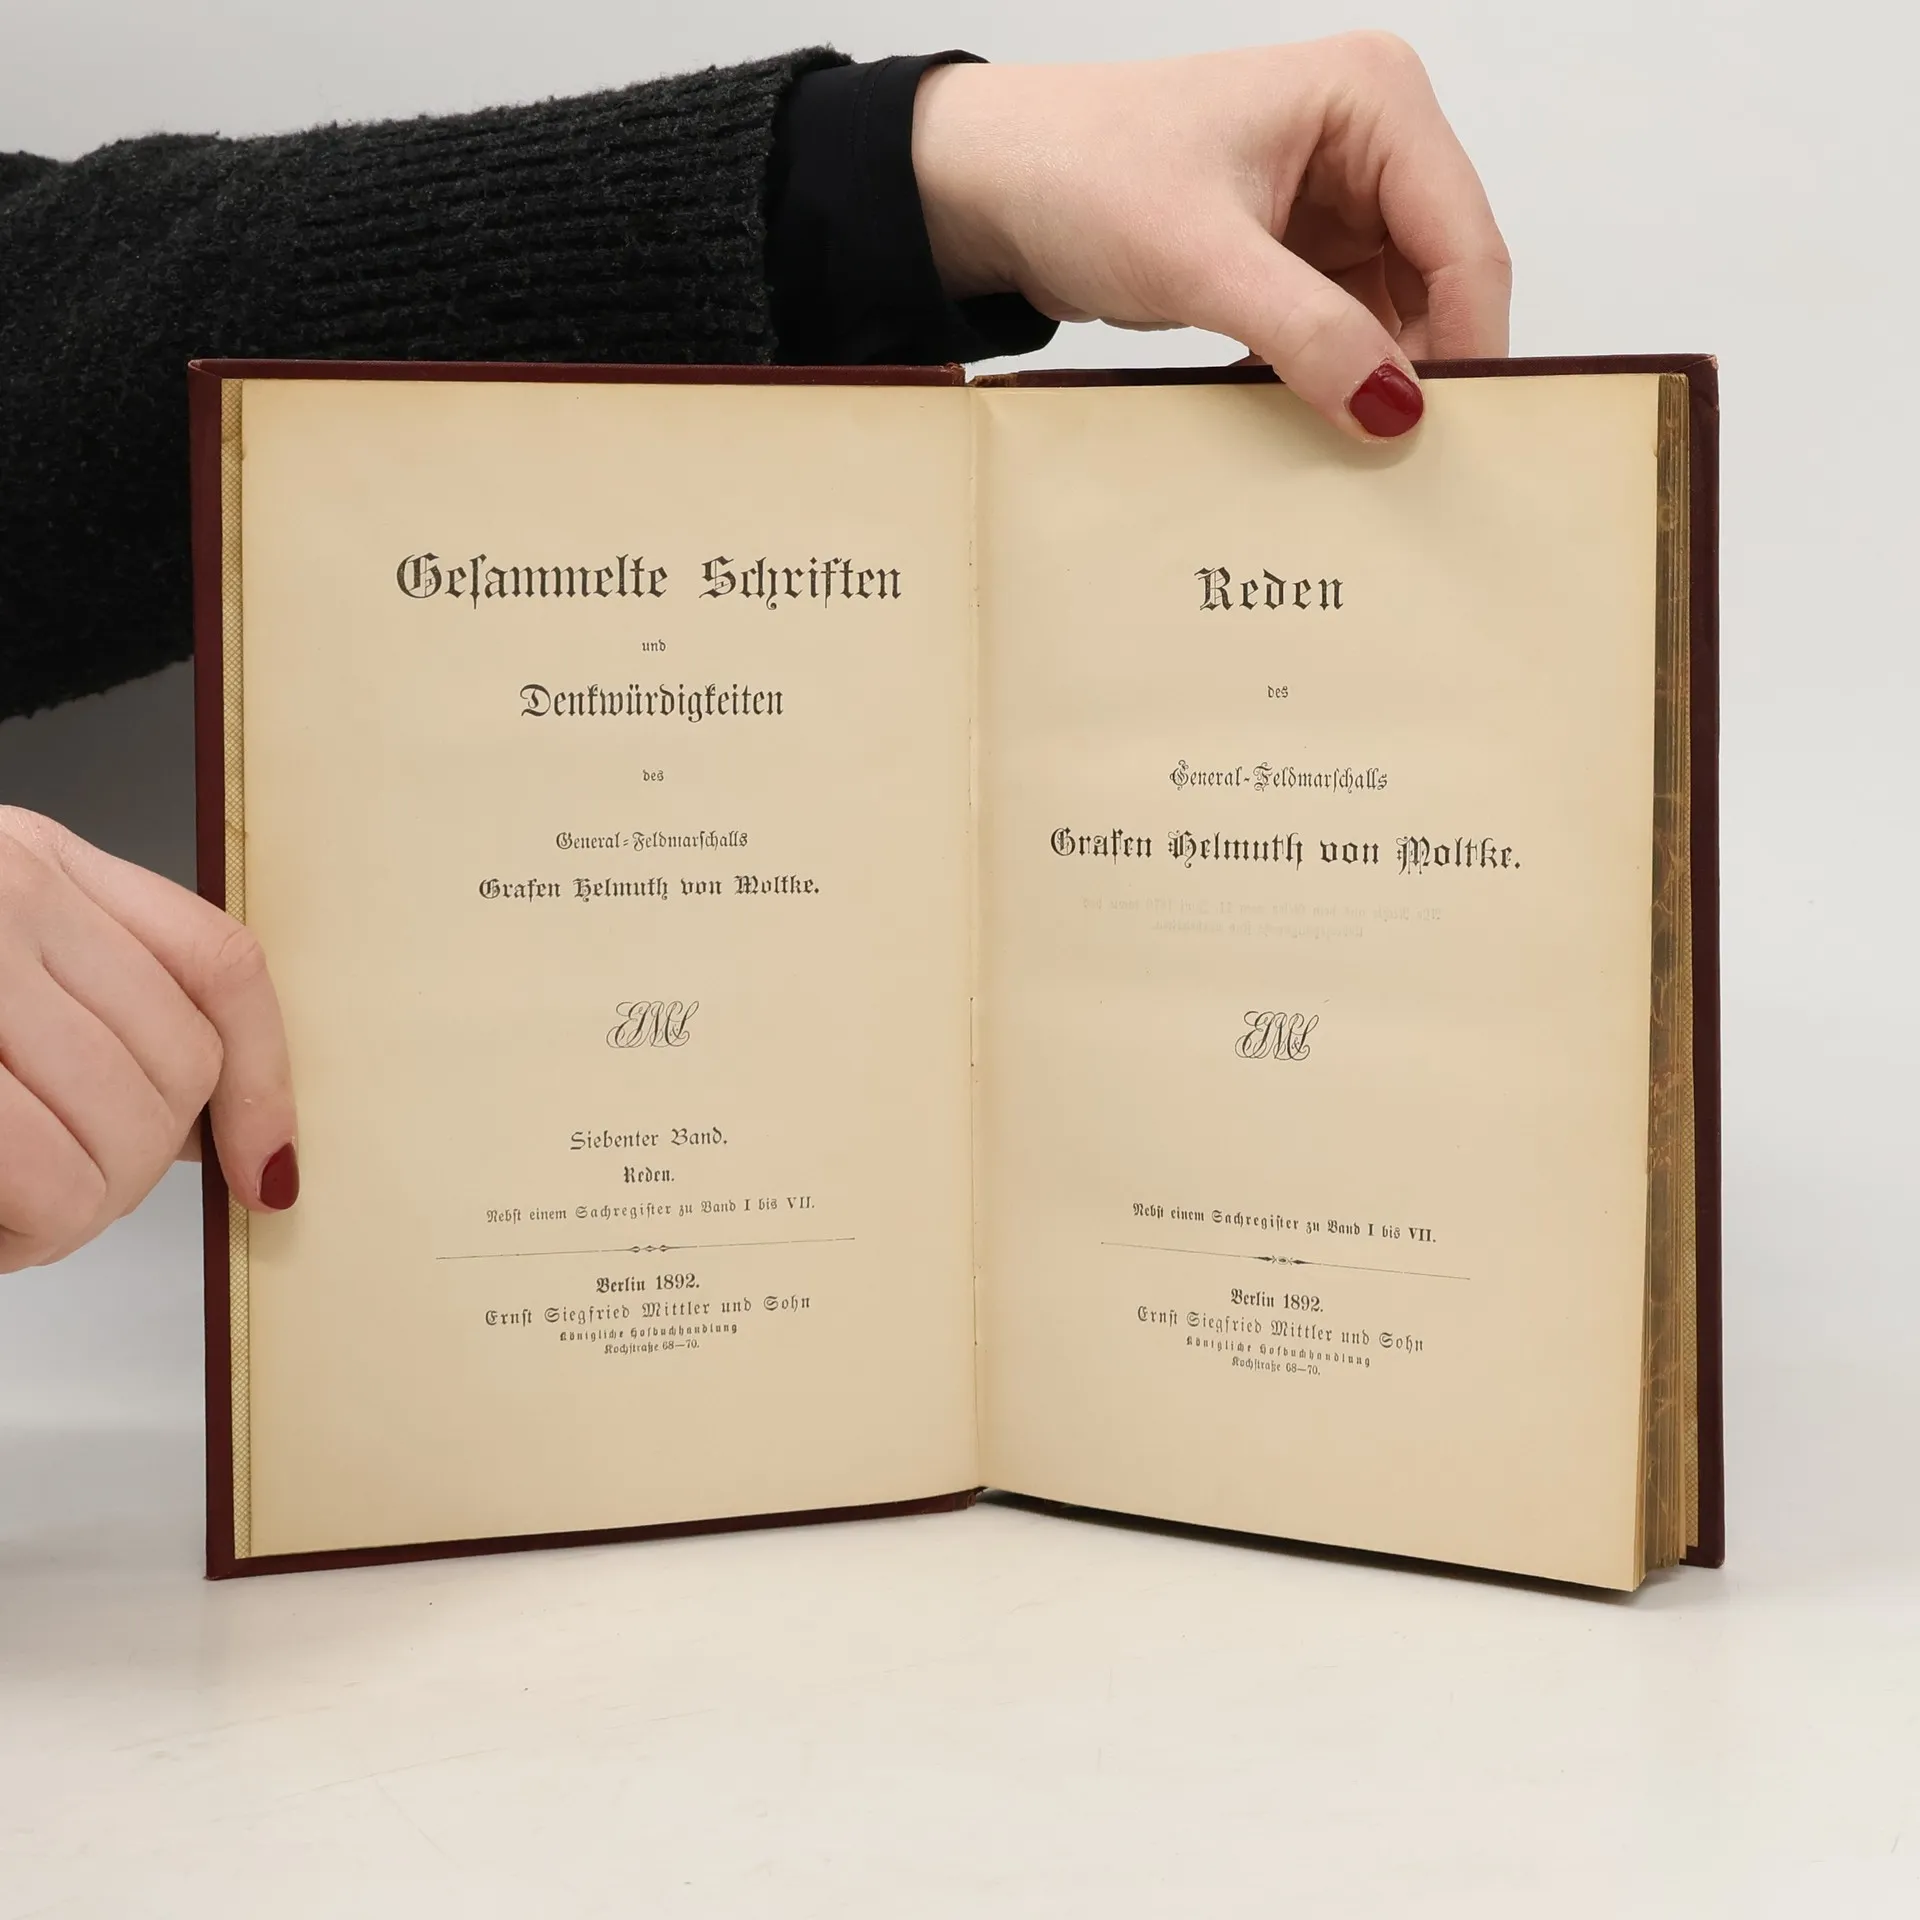 Gesammelte Schriften
und
Denkwürdigkeiten
des
General-Feldmarschalls
Grafen Helmuth von Moltke.
Siebenter Band.
Reden.
Nebst einem Sachregister zu Band I bis VII.
Berlin 1892.
Ernst Siegfried Mittler und Sohn
Königliche Hofbuchhandlung
Kochstraße 68—70.
Reden
des
General-Feldmarschalls
Grafen Helmuth von Moltke.
Nebst einem Sachregister zu Band I bis VII.
Berlin 1892.
Ernst Siegfried Mittler und Sohn
Königliche Hofbuchhandlung
Kochstraße 68—70.